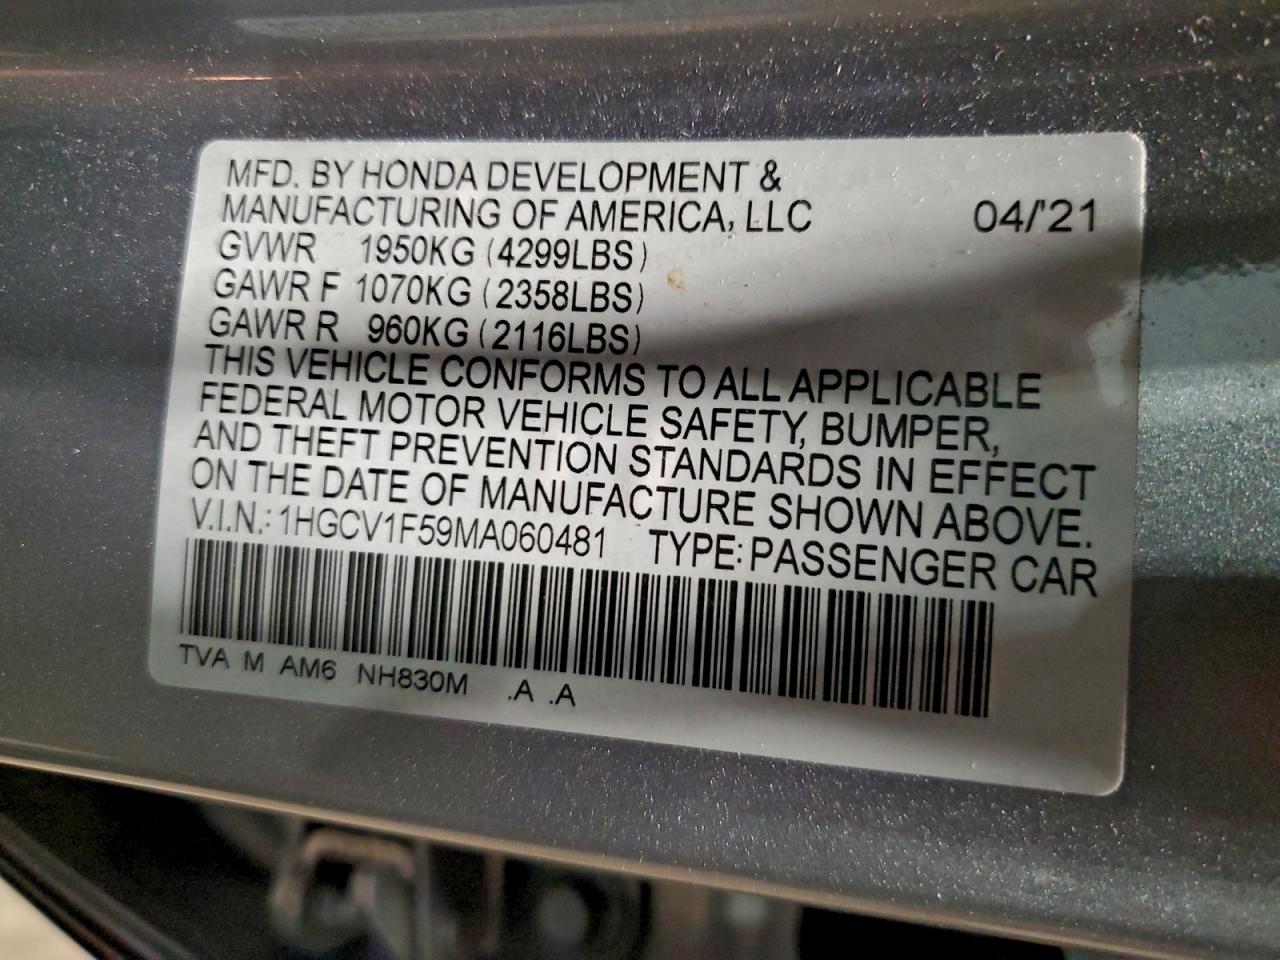 MFD. BY HONDA DEVELOPMENT &
MANUFACTURING OF AMERICA, LLC 04/'21
GVWR 1950KG (4299LBS)
GAWR F 1070KG (2358LBS)
GAWR R 960KG (2116LBS)
THIS VEHICLE CONFORMS TO ALL APPLICABLE
FEDERAL MOTOR VEHICLE SAFETY, BUMPER,
AND THEFT PREVENTION STANDARDS IN EFFECT
ON THE DATE OF MANUFACTURE SHOWN ABOVE.
V.I.N.: 1HGCV1F59MA060481 TYPE: PASSENGER CAR
TVA M AM6 NH830M .A .A